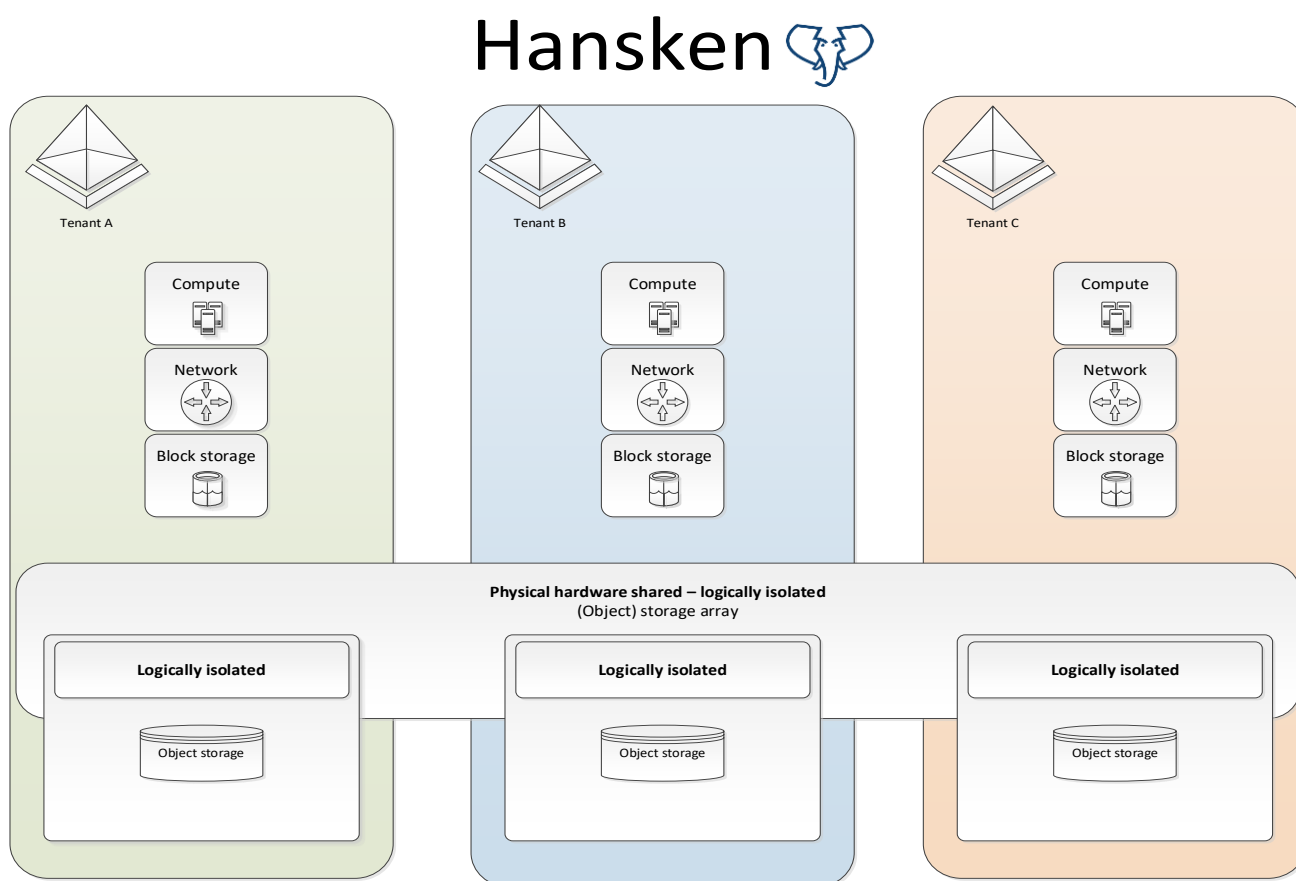 Hansken
Tenant A
Tenant B
Tenant C
Compute
Compute
Compute
Network
Network
Network
Block storage
Block storage
Block storage
Physical hardware shared – logically isolated
(Object) storage array
Logically isolated
Logically isolated
Logically isolated
Object storage
Object storage
Object storage